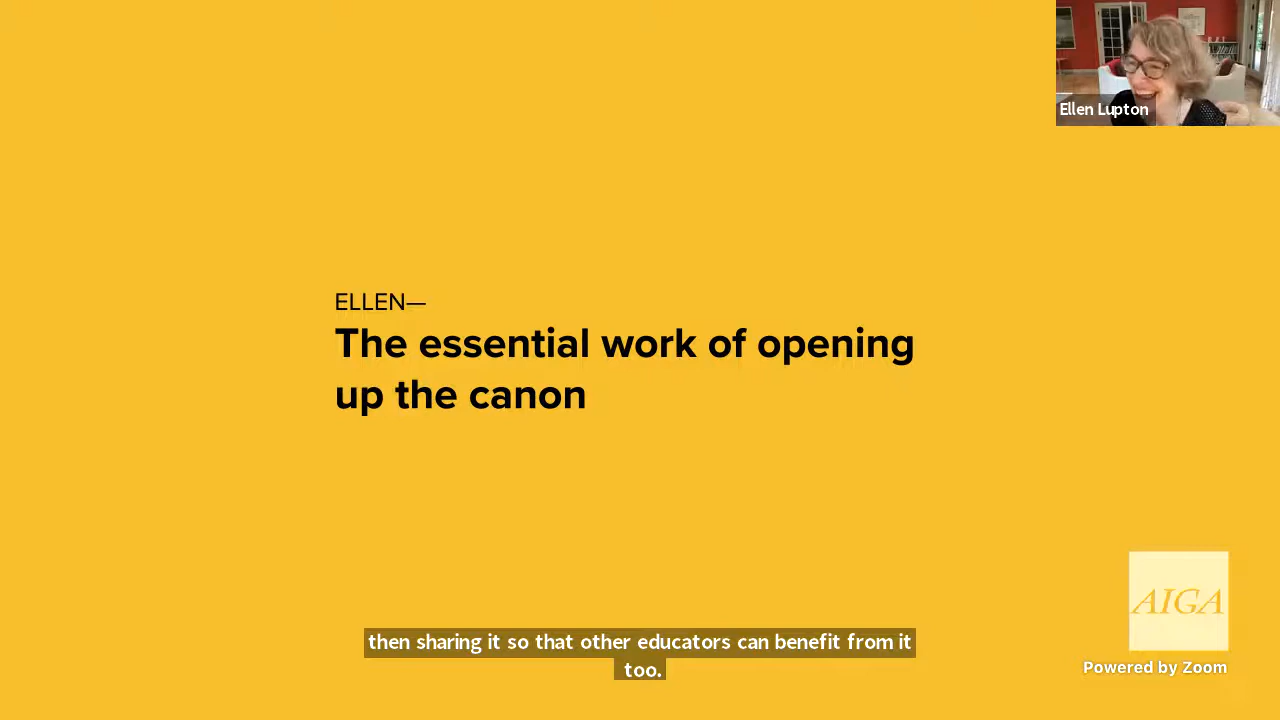 Ellen Lupton
ELLEN—
The essential work of opening
up the canon
AIGA
then sharing it so that other educators can benefit from it
too.
Powered by Zoom